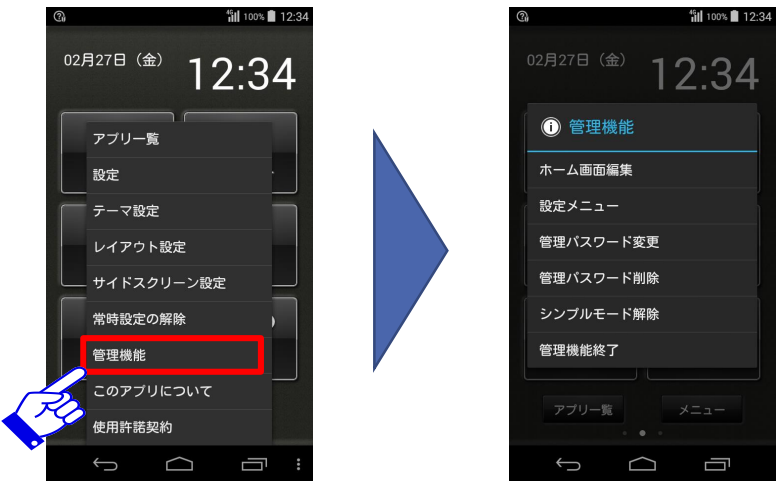 4G 100% 12:34
02月27日（金） 12:34
アプリ一覧
設定
テーマ設定
レイアウト設定
サイドスクリーン設定
常時設定の解除
管理機能
このアプリについて
使用許諾契約
4G 100% 12:34
02月27日（金） 12:34
管理機能
ホーム画面編集
設定メニュー
管理パスワード変更
管理パスワード削除
シンプルモード解除
管理機能終了
アプリ一覧 メニュー